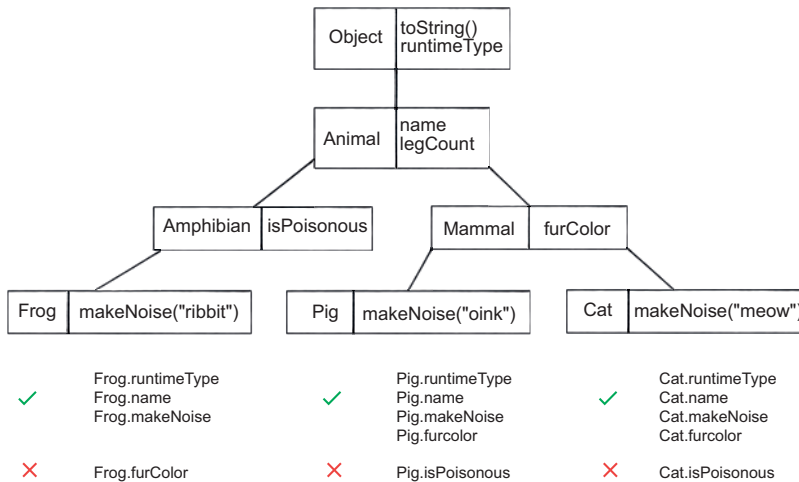 Object
toString()
runtimeType
Animal
name
legCount
Amphibian
isPoisonous
Mammal
furColor
Frog
makeNoise("ribbit")
Pig
makeNoise("oink")
Cat
makeNoise("meow")
Frog.runtimeType
Frog.name
Frog.makeNoise
Pig.runtimeType
Pig.name
Pig.makeNoise
Pig.furcolor
Cat.runtimeType
Cat.name
Cat.makeNoise
Cat.furcolor
Frog.furColor
Pig.isPoisonous
Cat.isPoisonous